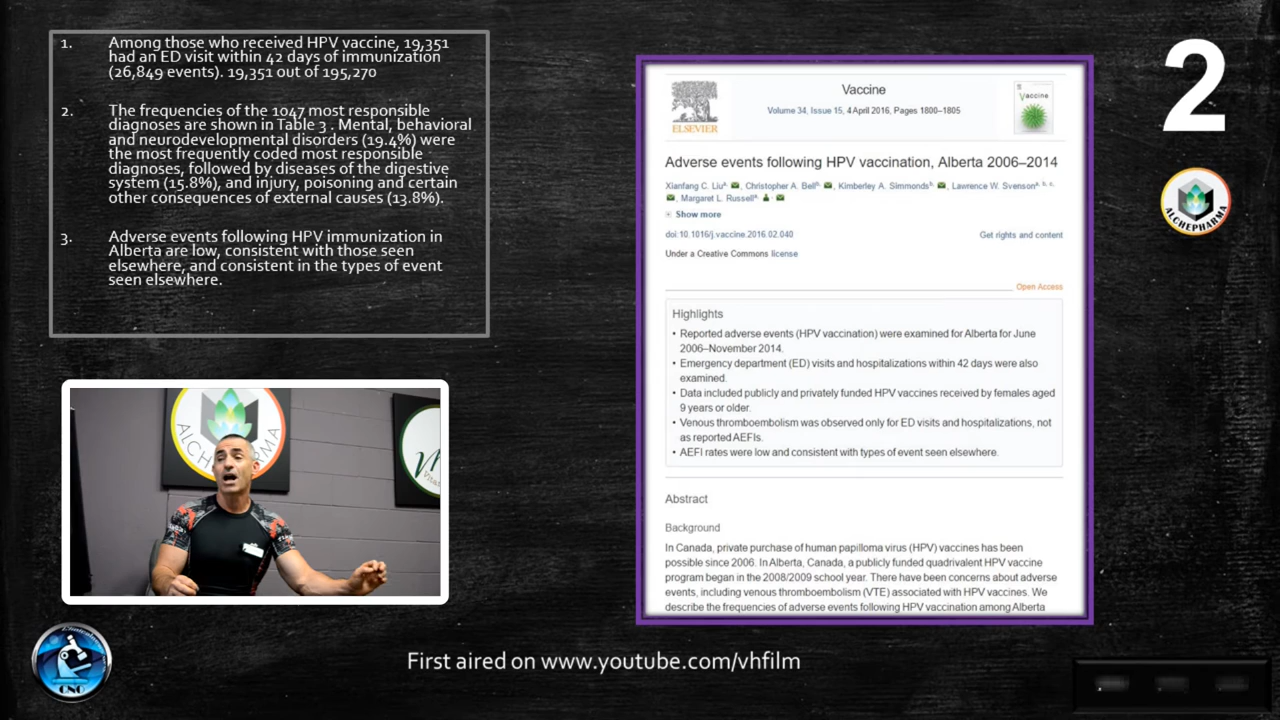 1. Among those who received HPV vaccine, 19,351
had an ED visit within 42 days of immunization
(26,849 events). 19,351 out of 195,270
2. The frequencies of the 1047 most responsible
diagnoses are shown in Table 3 . Mental, behavioral
and neurodevelopmental disorders (19.4%) were
the most frequently coded most responsible
diagnoses, followed by diseases of the digestive
system (15.8%), and injury, poisoning and certain
other consequences of external causes (13.8%).
3. Adverse events following HPV immunization in
Alberta are low, consistent with those seen
elsewhere, and consistent in the types of event
seen elsewhere.
ALCHEPHARMA
First aired on www.youtube.com/vhfilm
CNC
ELSEVIER
Vaccine
Volume 34, Issue 15, 4 April 2016, Pages 1800–1805
Vaccine
Adverse events following HPV vaccination, Alberta 2006–2014
Xianfang C. Liu, Christopher A. Bell, Kimberley A. Simmonds, Lawrence W. Svenson
, Margaret L. Russell
Show more
doi:10.1016/j.vaccine.2016.02.040
Get rights and content
Under a Creative Commons license
Open Access
Highlights
• Reported adverse events (HPV vaccination) were examined for Alberta for June
2006–November 2014.
• Emergency department (ED) visits and hospitalizations within 42 days were also
examined.
• Data included publicly and privately funded HPV vaccines received by females aged
9 years or older.
• Venous thromboembolism was observed only for ED visits and hospitalizations, not
as reported AEFIs.
• AEFI rates were low and consistent with types of event seen elsewhere.
Abstract
Background
In Canada, private purchase of human papilloma virus (HPV) vaccines has been
possible since 2006. In Alberta, Canada, a publicly funded quadrivalent HPV vaccine
program began in the 2008/2009 school year. There have been concerns about adverse
events, including venous thromboembolism (VTE) associated with HPV vaccines. We
describe the frequencies of adverse events following HPV vaccination among Alberta
2
ALCHEPHARMA